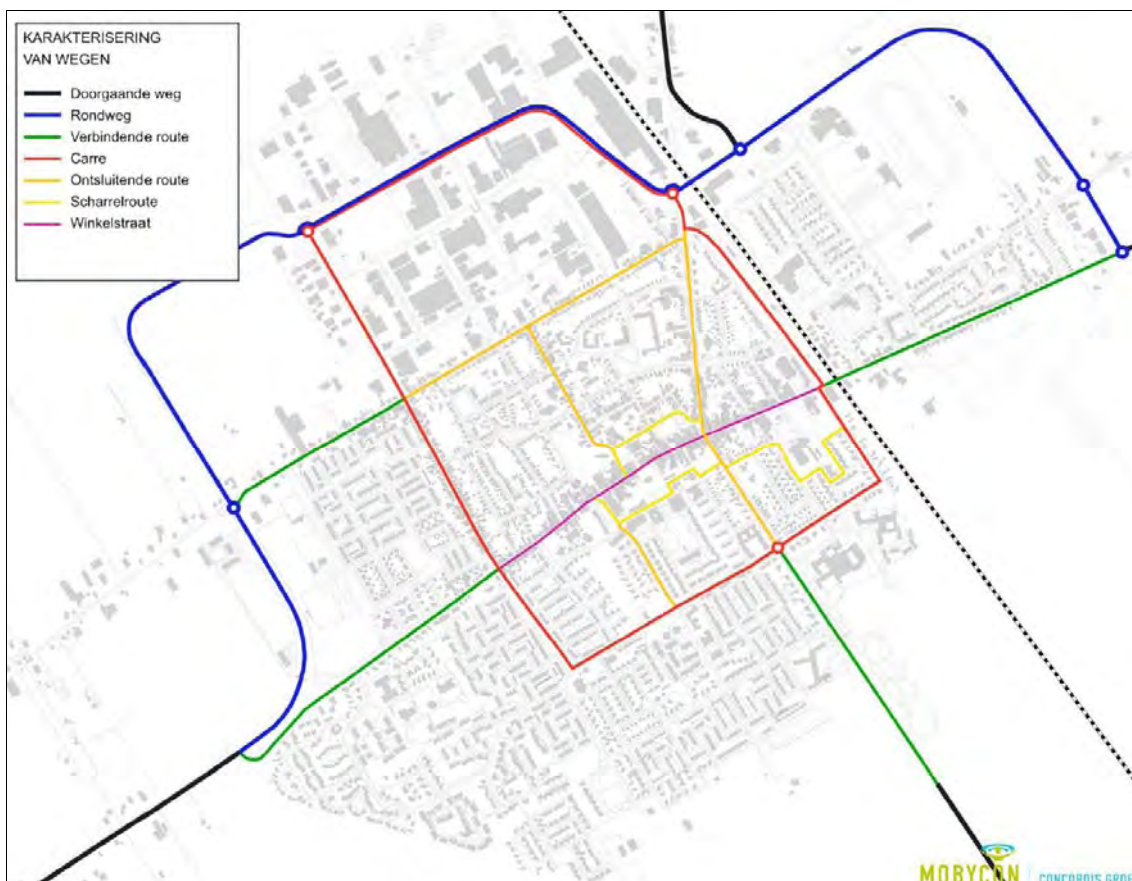 KARAKTERISERING
VAN WEGEN
Doorgaande weg
Rondweg
Verbindende route
Carre
Ontsluitende route
Scharrelroute
Winkelstraat
MOBYCON